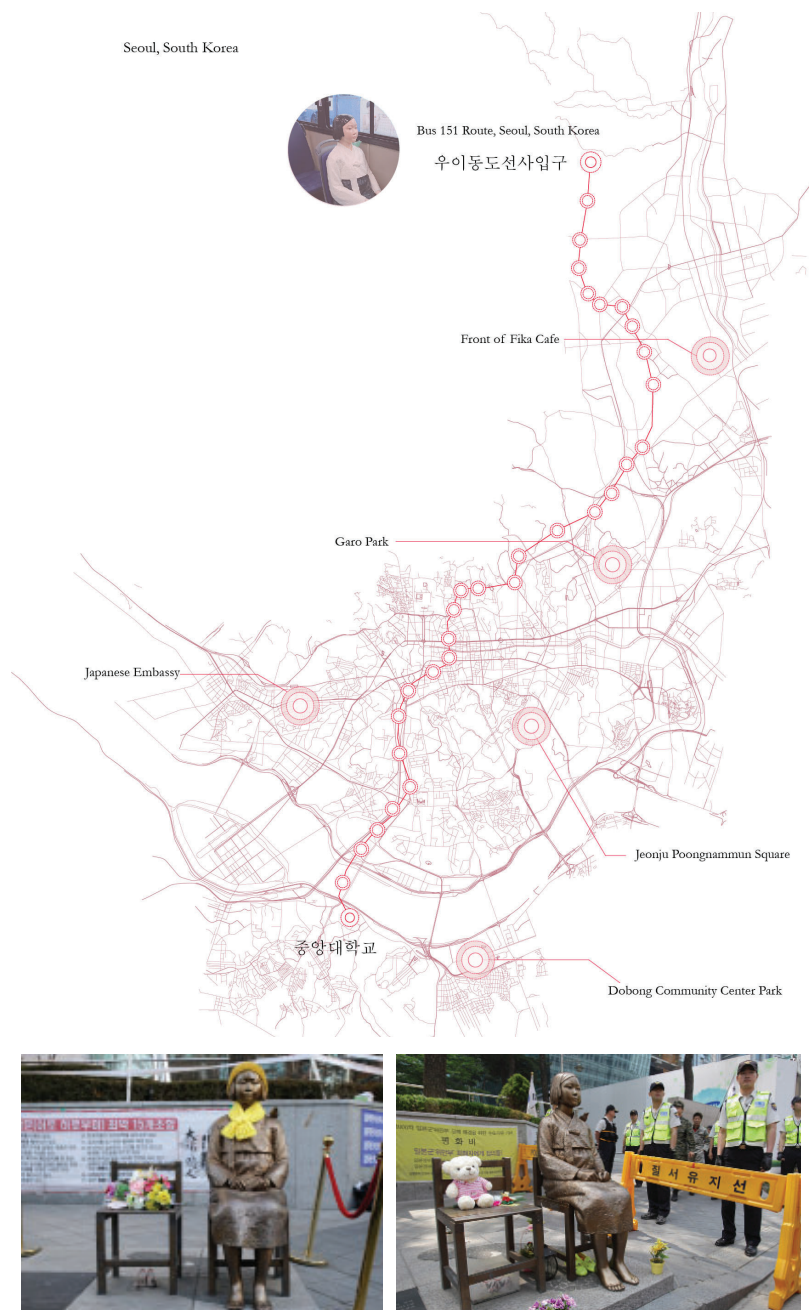 Seoul, South Korea
Bus 151 Route, Seoul, South Korea
우이동도선사입구
Front of Fika Cafe
Garo Park
Japanese Embassy
Jeonju Poongnammun Square
중앙대학교
Dobong Community Center Park
평화비
질서유지선